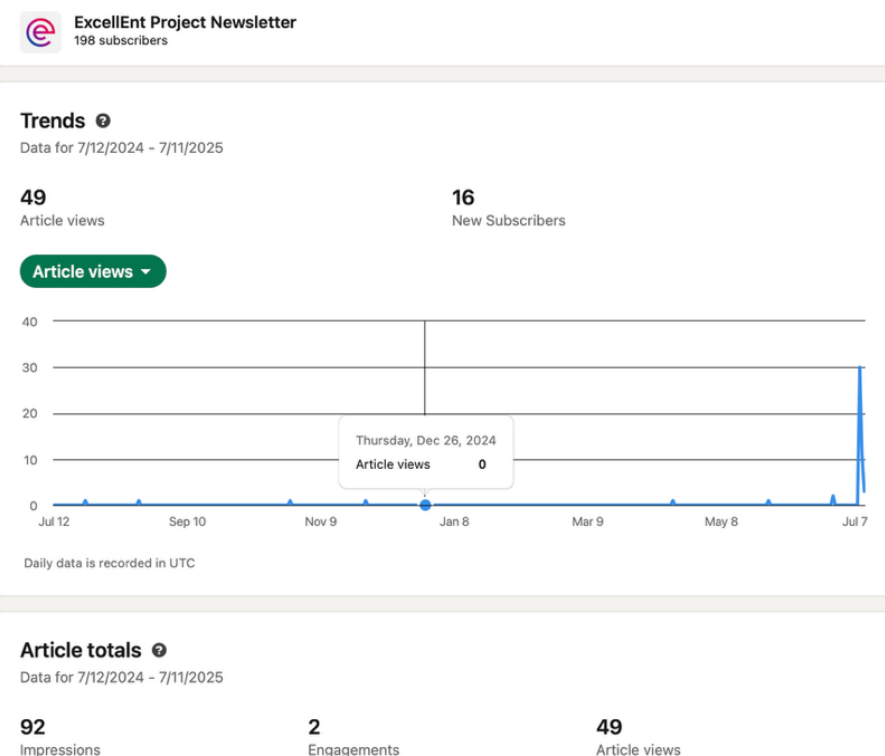 ExcellEnt Project Newsletter
198 subscribers
Trends
Data for 7/12/2024 - 7/11/2025
49 16
Article views New Subscribers
Article views
40
30
20
Thursday, Dec 26, 2024
10
Article views 0
0
Jul 12 Sep 10 Nov 9 Jan 8 Mar 9 May 8 Jul 7
Daily data is recorded in UTC
Article totals
Data for 7/12/2024 - 7/11/2025
92 2 49
Impressions Engagements Article views